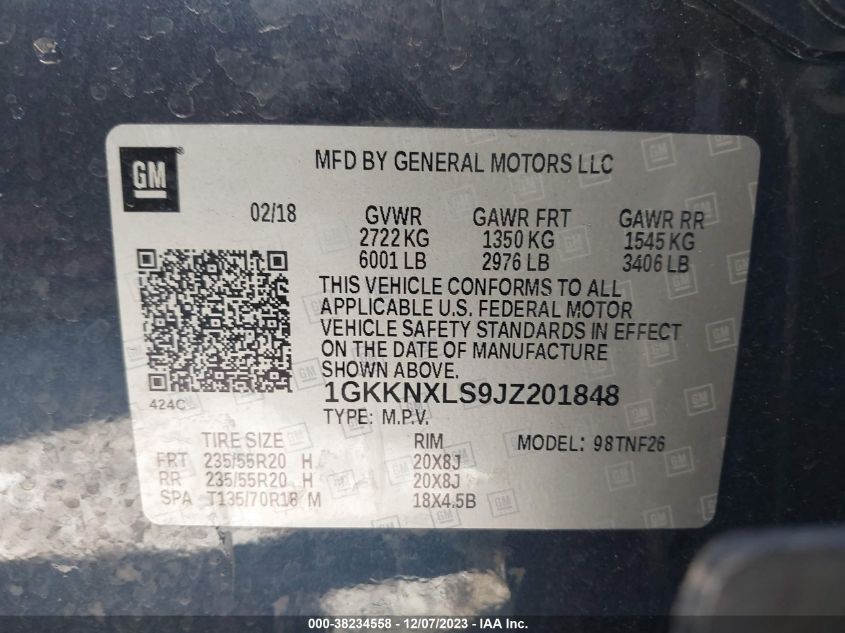 GM
MFD BY GENERAL MOTORS LLC
02/18 GVWR GAWR FRT GAWR RR
2722 KG 1350 KG 1545 KG
6001 LB 2976 LB 3406 LB
THIS VEHICLE CONFORMS TO ALL
APPLICABLE U.S. FEDERAL MOTOR
VEHICLE SAFETY STANDARDS IN EFFECT
ON THE DATE OF MANUFACTURE
SHOWN ABOVE.
424C
1GKKNXLS9JZ201848
TYPE: M.P.V.
TIRE SIZE RIM MODEL: 98TNF26
FRT 235/55R20 H 20X8J
RR 235/55R20 H 20X8J
SPA T135/70R18 M 18X4.5B
000-38234558 - 12/07/2023 - IAAI.com